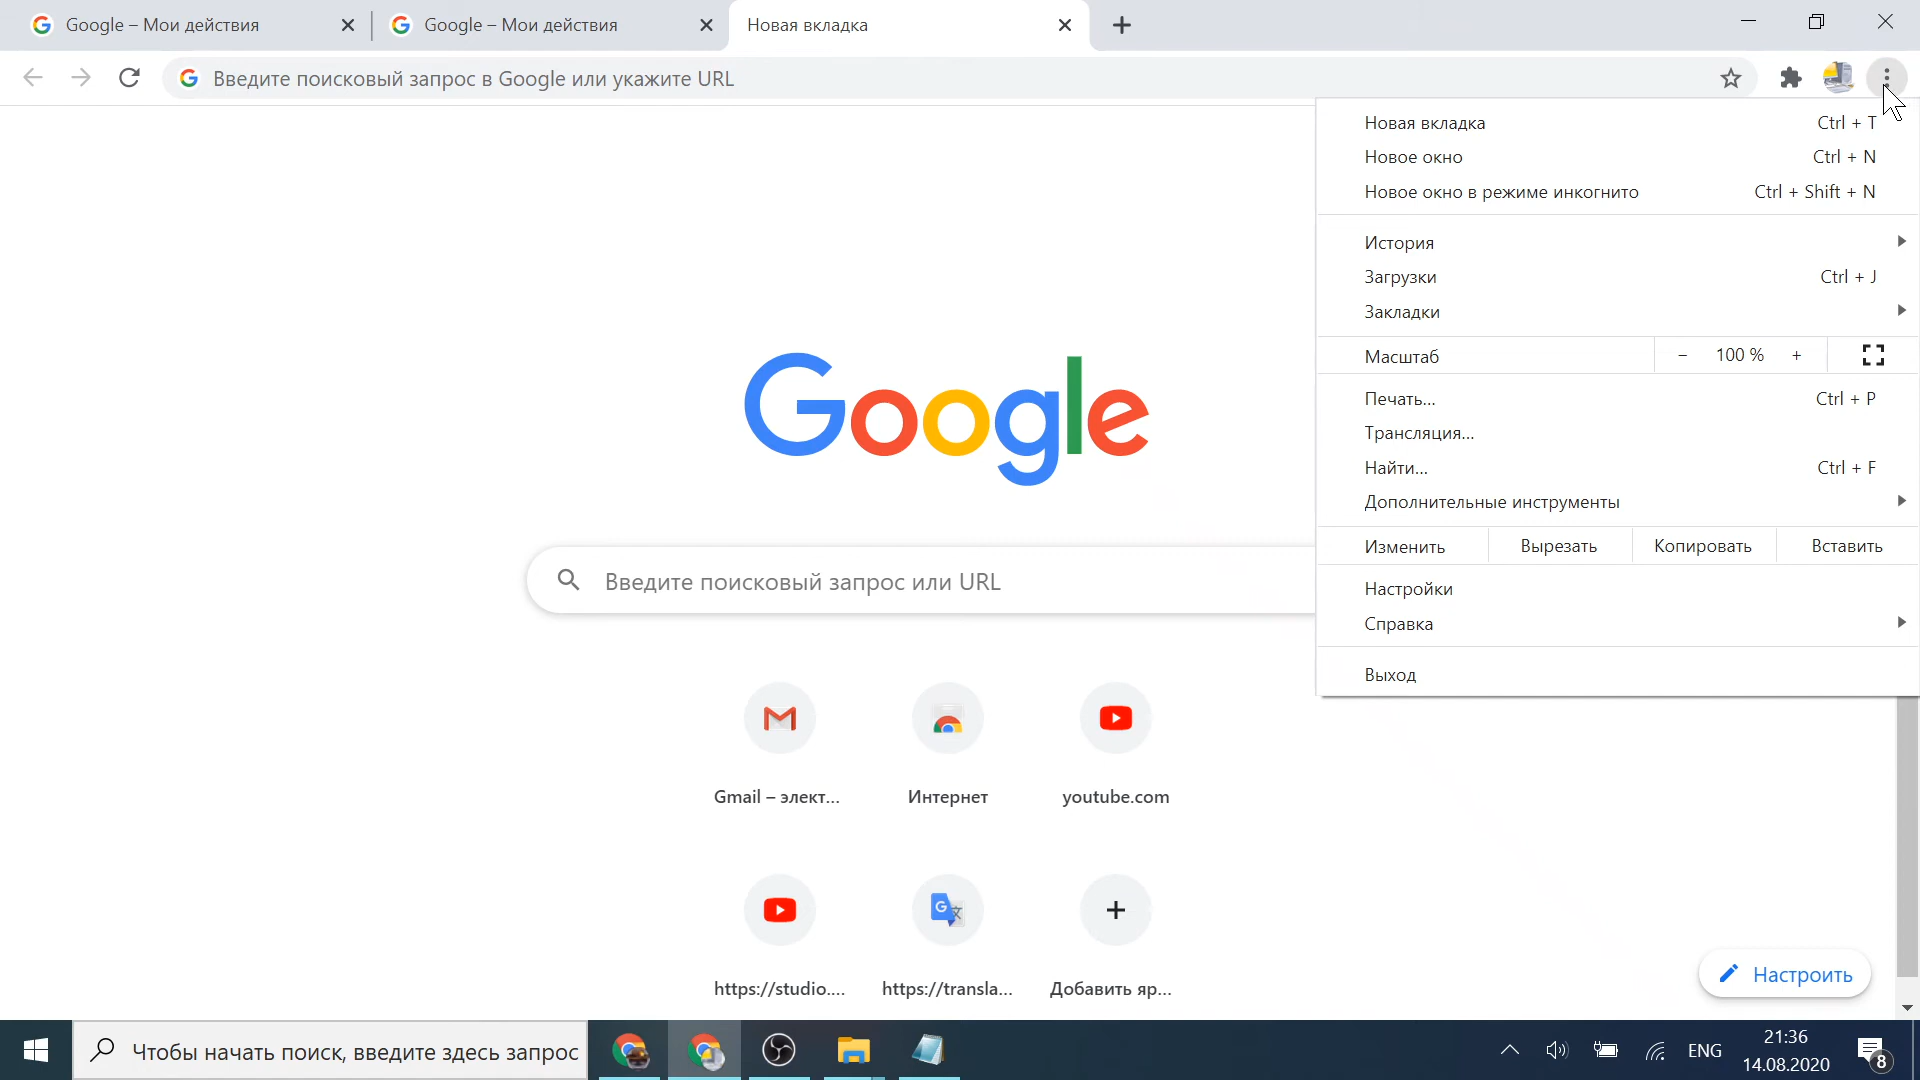 Google – Мои действия
Google – Мои действия
Новая вкладка
Введите поисковый запрос в Google или укажите URL
Новая вкладка Ctrl + T
Новое окно Ctrl + N
Новое окно в режиме инкогнито Ctrl + Shift + N
История
Загрузки Ctrl + J
Закладки
Масштаб − 100 % +
Печать... Ctrl + P
Трансляция...
Найти... Ctrl + F
Дополнительные инструменты
Изменить Вырезать Копировать Вставить
Настройки
Справка
Выход
Google
Введите поисковый запрос или URL
Gmail – элект...
Интернет
youtube.com
https://studio....
https://transla...
Добавить яр...
Настроить
Чтобы начать поиск, введите здесь запрос
ENG
21:36
14.08.2020
8